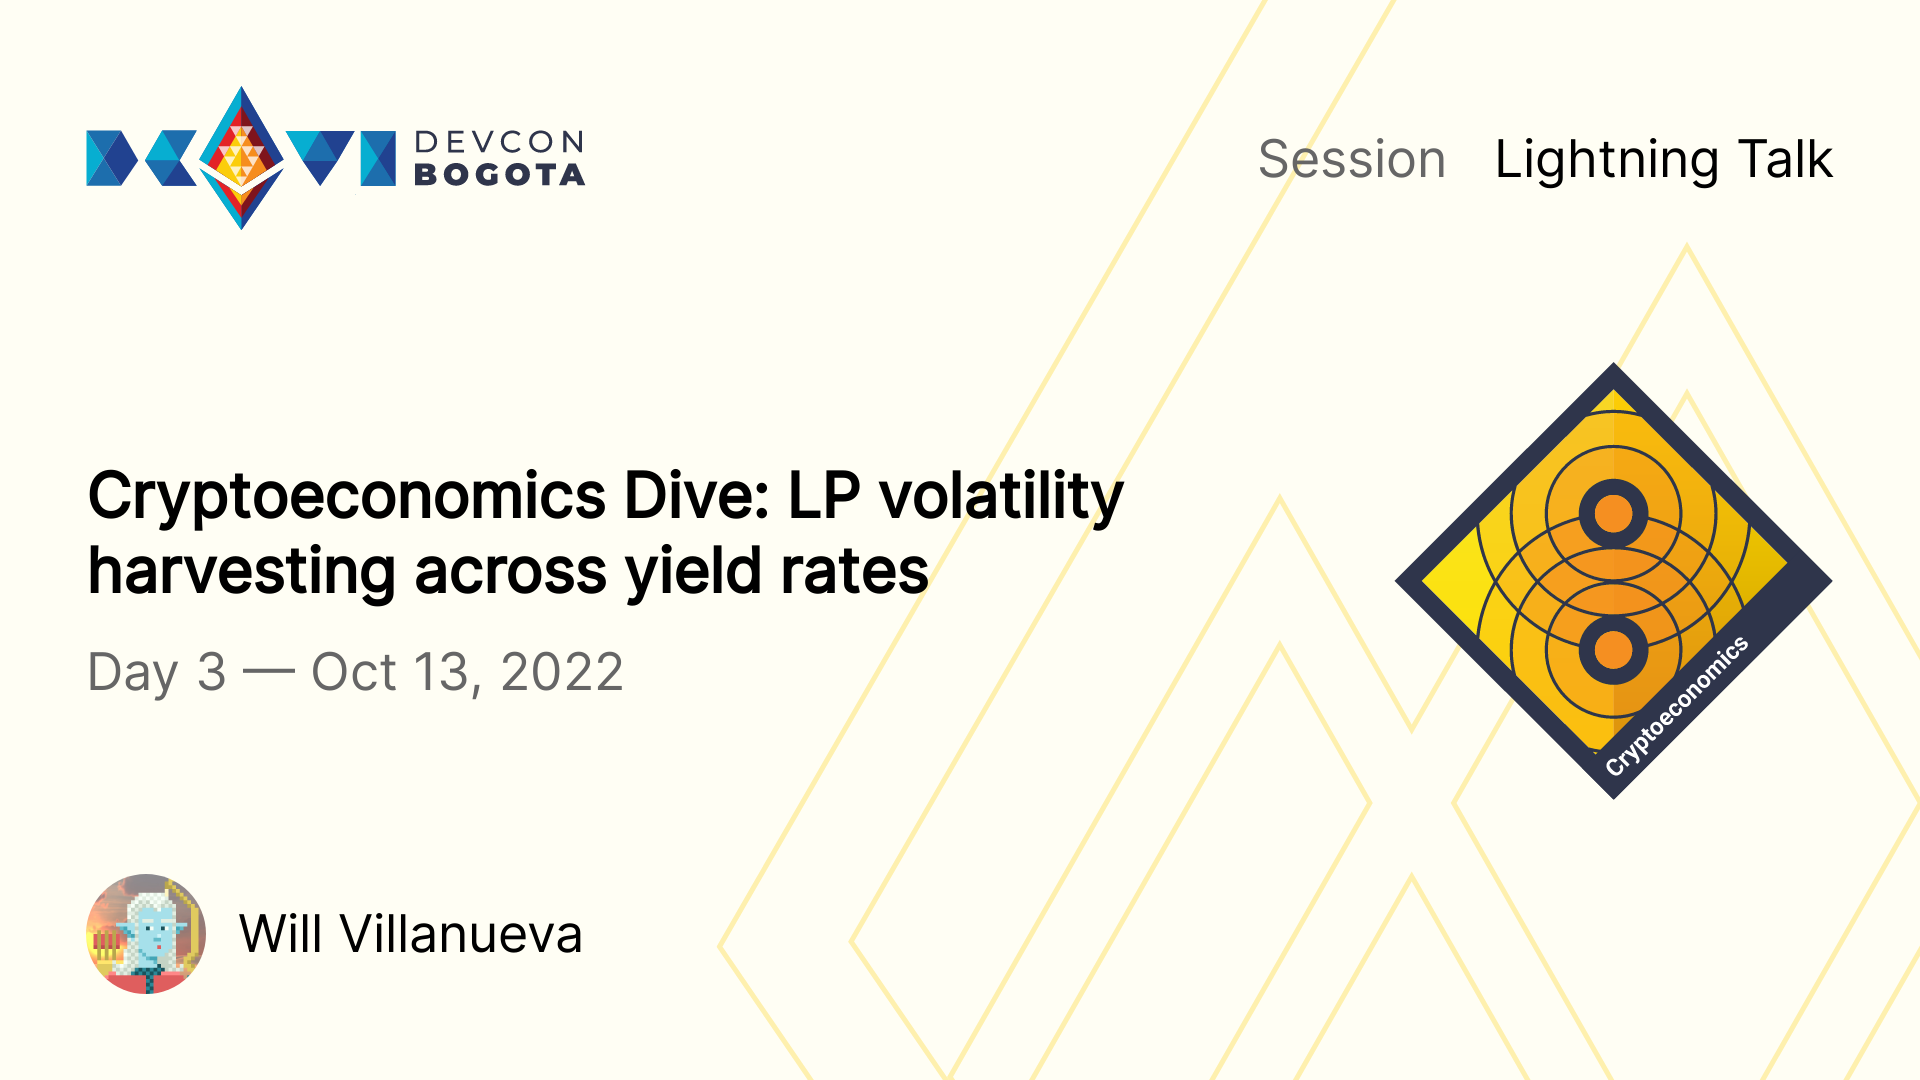 DEVCON
BOGOTA
Session Lightning Talk
Cryptoeconomics Dive: LP volatility
harvesting across yield rates
Day 3 — Oct 13, 2022
Cryptoeconomics
Will Villanueva